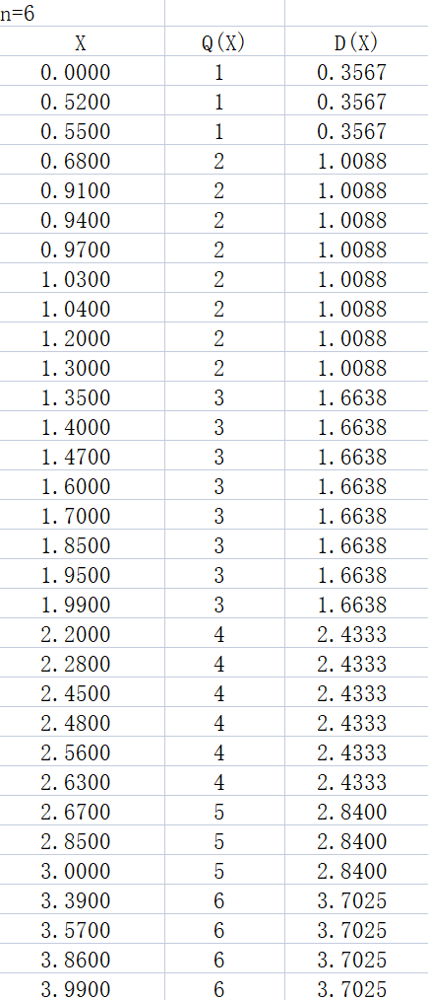 n=6
X Q(X) D(X)
0.0000 1 0.3567
0.5200 1 0.3567
0.5500 1 0.3567
0.6800 2 1.0088
0.9100 2 1.0088
0.9400 2 1.0088
0.9700 2 1.0088
1.0300 2 1.0088
1.0400 2 1.0088
1.2000 2 1.0088
1.3000 2 1.0088
1.3500 3 1.6638
1.4000 3 1.6638
1.4700 3 1.6638
1.6000 3 1.6638
1.7000 3 1.6638
1.8500 3 1.6638
1.9500 3 1.6638
1.9900 3 1.6638
2.2000 4 2.4333
2.2800 4 2.4333
2.4500 4 2.4333
2.4800 4 2.4333
2.5600 4 2.4333
2.6300 4 2.4333
2.6700 5 2.8400
2.8500 5 2.8400
3.0000 5 2.8400
3.3900 6 3.7025
3.5700 6 3.7025
3.8600 6 3.7025
3.9900 6 3.7025